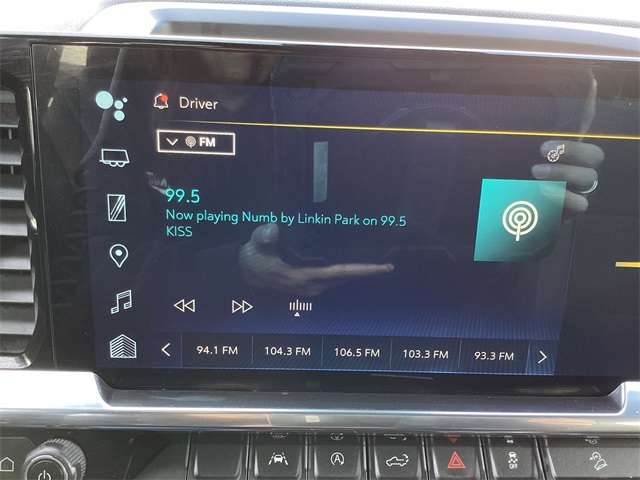 Driver
FM
99.5
Now playing Numb by Linkin Park on 99.5
KISS
94.1 FM 104.3 FM 106.5 FM 103.3 FM 93.3 FM
A
OFF